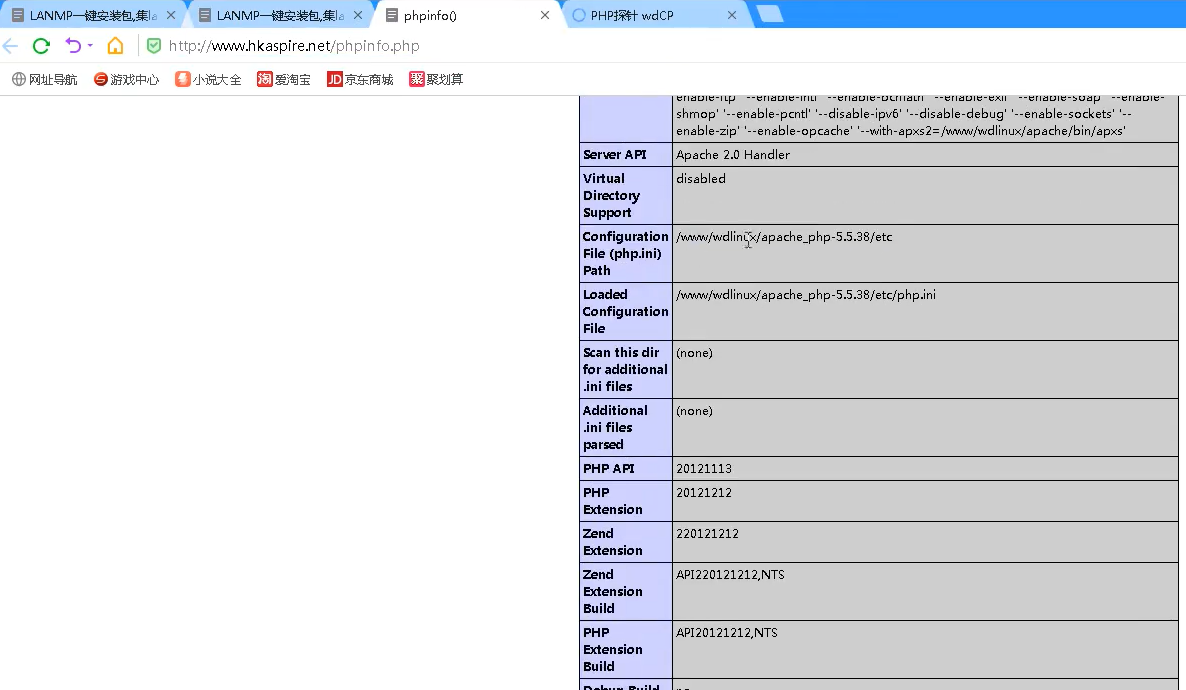 LANMP一键安装包,集la
LANMP一键安装包,集la
phpinfo()
PHP探针 wdCP
http://www.hkaspire.net/phpinfo.php
网址导航
游戏中心
小说大全
淘 爱淘宝
JD 京东商城
聚 聚划算
enable-ftp' '--enable-intl' '--enable-bcmath' '--enable-exif' '--enable-soap' '--enable-
shmop' '--enable-pcntl' '--disable-ipv6' '--disable-debug' '--enable-sockets' '--
enable-zip' '--enable-opcache' '--with-apxs2=/www/wdlinux/apache/bin/apxs'
Server API
Apache 2.0 Handler
Virtual
Directory
Support
disabled
Configuration
File (php.ini)
Path
/www/wdlinux/apache_php-5.5.38/etc
Loaded
Configuration
File
/www/wdlinux/apache_php-5.5.38/etc/php.ini
Scan this dir
for additional
.ini files
(none)
Additional
.ini files
parsed
(none)
PHP API
20121113
PHP
Extension
20121212
Zend
Extension
220121212
Zend
Extension
Build
API220121212,NTS
PHP
Extension
Build
API20121212,NTS
Debug Build
no